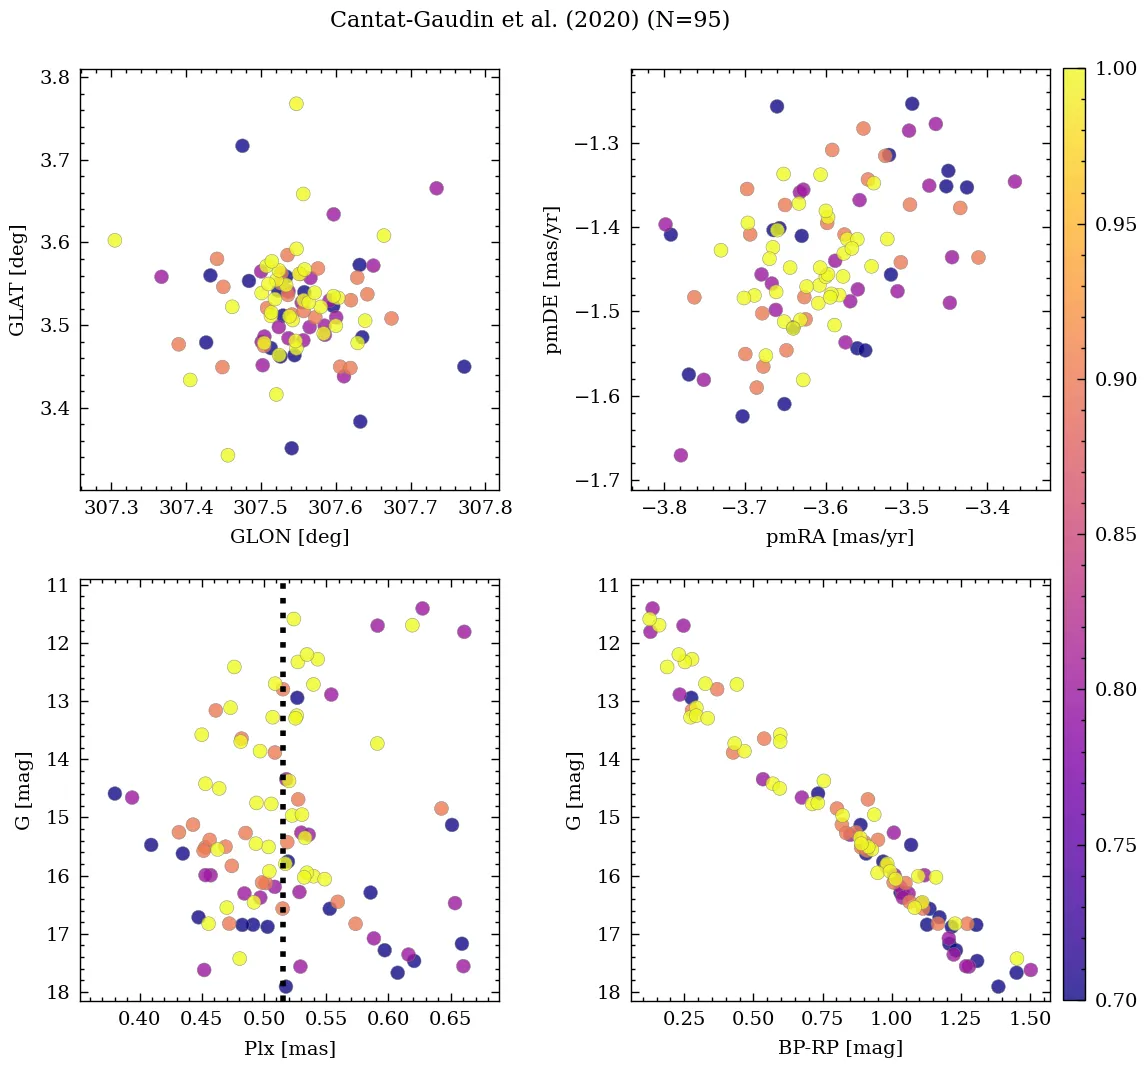 Cantat-Gaudin et al. (2020) (N=95)
GLAT [deg]
3.8
3.7
3.6
3.5
3.4
307.3 307.4 307.5 307.6 307.7 307.8
GLON [deg]
pmDE [mas/yr]
−1.3
−1.4
−1.5
−1.6
−1.7
−3.8 −3.7 −3.6 −3.5 −3.4
pmRA [mas/yr]
1.00
0.95
0.90
0.85
0.80
0.75
0.70
G [mag]
11
12
13
14
15
16
17
18
0.40 0.45 0.50 0.55 0.60 0.65
Plx [mas]
G [mag]
11
12
13
14
15
16
17
18
0.25 0.50 0.75 1.00 1.25 1.50
BP-RP [mag]